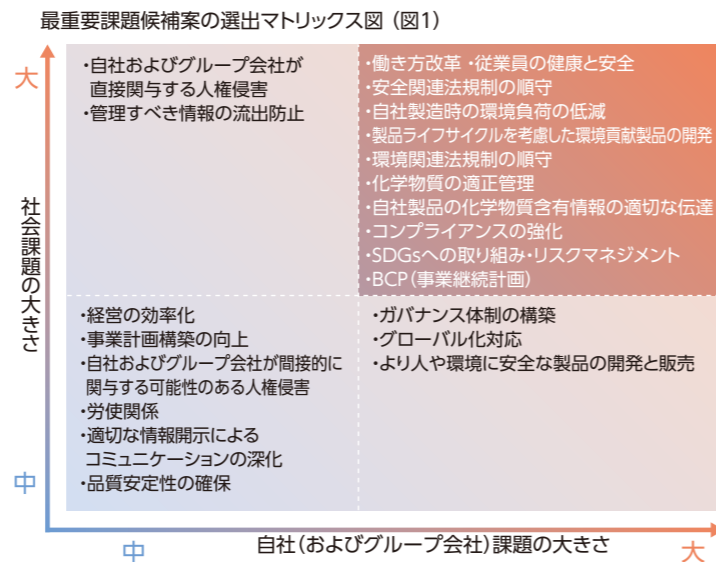 最重要課題候補案の選出マトリックス図（図1）
大
・自社およびグループ会社が
直接関与する人権侵害
・管理すべき情報の流出防止
・働き方改革・従業員の健康と安全
・安全関連法規制の順守
・自社製造時の環境負荷の低減
・製品ライフサイクルを考慮した環境貢献製品の開発
・環境関連法規制の順守
・化学物質の適正管理
・自社製品の化学物質含有情報の適切な伝達
・コンプライアンスの強化
・SDGsへの取り組み・リスクマネジメント
・BCP（事業継続計画）
社会課題の大きさ
・経営の効率化
・事業計画構築の向上
・自社およびグループ会社が間接的に
関与する可能性のある人権侵害
・労使関係
・適切な情報開示による
コミュニケーションの深化
・品質安定性の確保
・ガバナンス体制の構築
・グローバル化対応
・より人や環境に安全な製品の開発と販売
中
中
自社（およびグループ会社）課題の大きさ
大